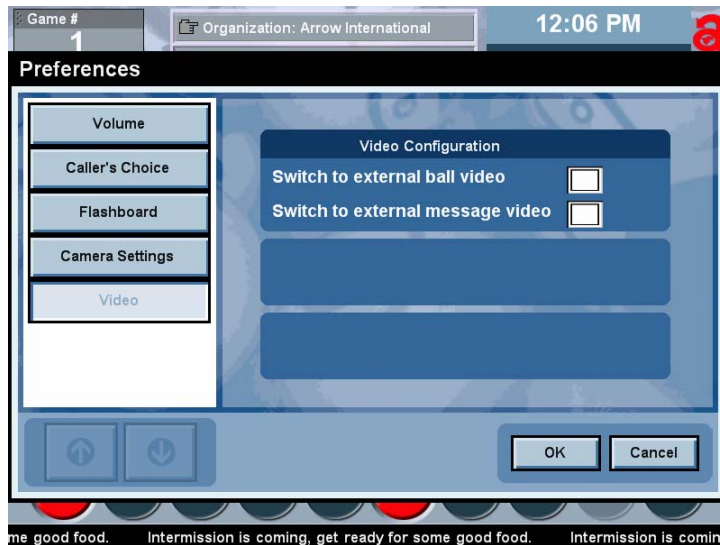 Game #
1
Organization: Arrow International
12:06 PM
Preferences
Volume
Caller's Choice
Flashboard
Camera Settings
Video
Video Configuration
Switch to external ball video
Switch to external message video
OK
Cancel
me good food. Intermission is coming, get ready for some good food. Intermission is comin